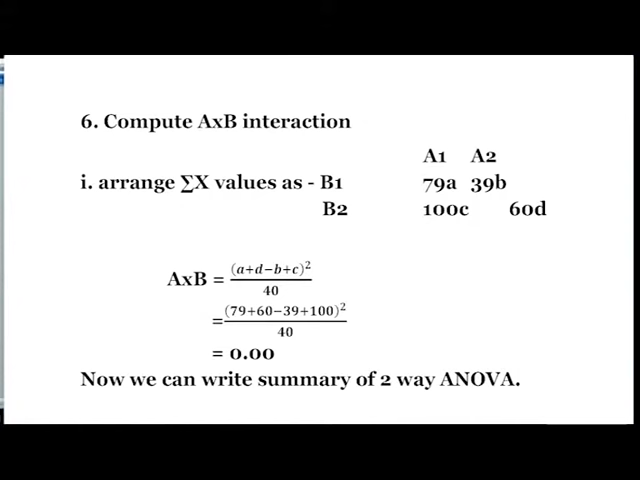 6. Compute AxB interaction
A1 A2
i. arrange ∑X values as - B1 79a 39b
B2 100c 60d
AxB = (a+d−b+c)²/40
=(79+60−39+100)²/40
= 0.00
Now we can write summary of 2 way ANOVA.